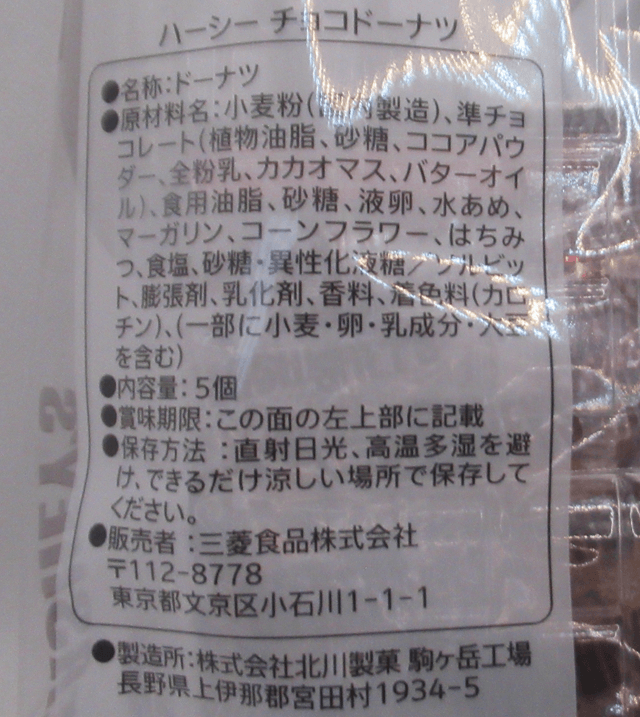 ハーシー チョコドーナツ
●名称:ドーナツ
●原材料名:小麦粉(国内製造)、準チョ
コレート(植物油脂、砂糖、ココアパウ
ダー、全粉乳、カカオマス、バターオイ
ル)、食用油脂、砂糖、液卵、水あめ、
マーガリン、コーンフラワー、はちみ
つ、食塩、砂糖・異性化液糖/ソルビッ
ト、膨張剤、乳化剤、香料、着色料(カロ
チン)、(一部に小麦・卵・乳成分・大豆
を含む)
●内容量:5個
●賞味期限:この面の左上部に記載
●保存方法:直射日光、高温多湿を避
け、できるだけ涼しい場所で保存して
ください。
●販売者:三菱食品株式会社
〒112-8778
東京都文京区小石川1-1-1
●製造所:株式会社北川製菓 駒ヶ岳工場
長野県上伊那郡宮田村1934-5